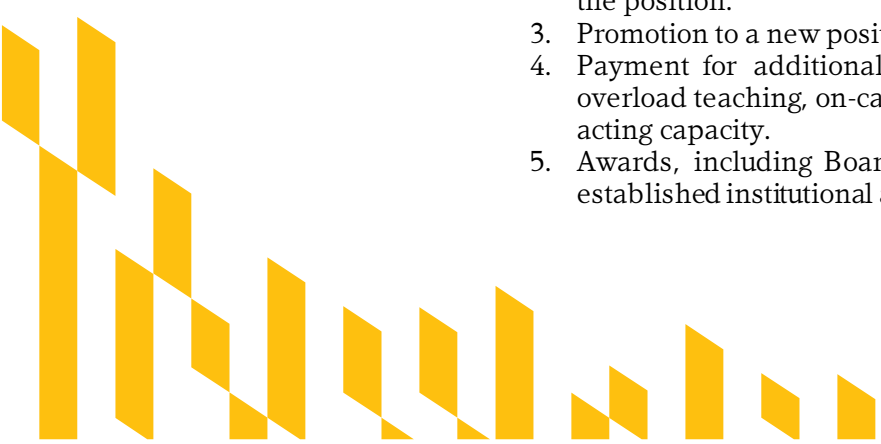 the position.
3. Promotion to a new posit
4. Payment for additional
overload teaching, on-ca
acting capacity.
5. Awards, including Boar
established institutional